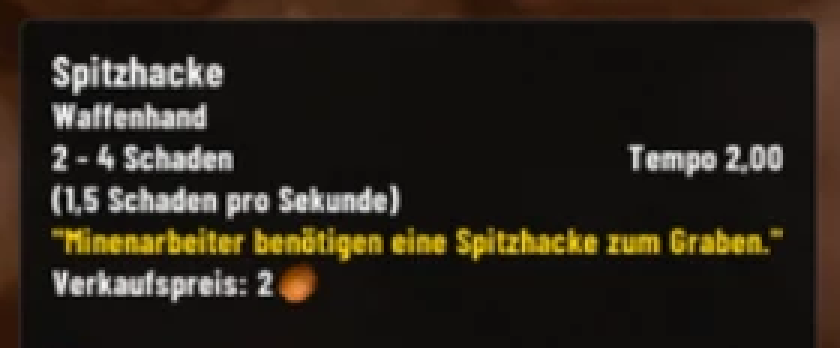 Spitzhacke
Waffenhand
2 - 4 Schaden Tempo 2,00
(1,5 Schaden pro Sekunde)
"Minenarbeiter benötigen eine Spitzhacke zum Graben."
Verkaufspreis: 2